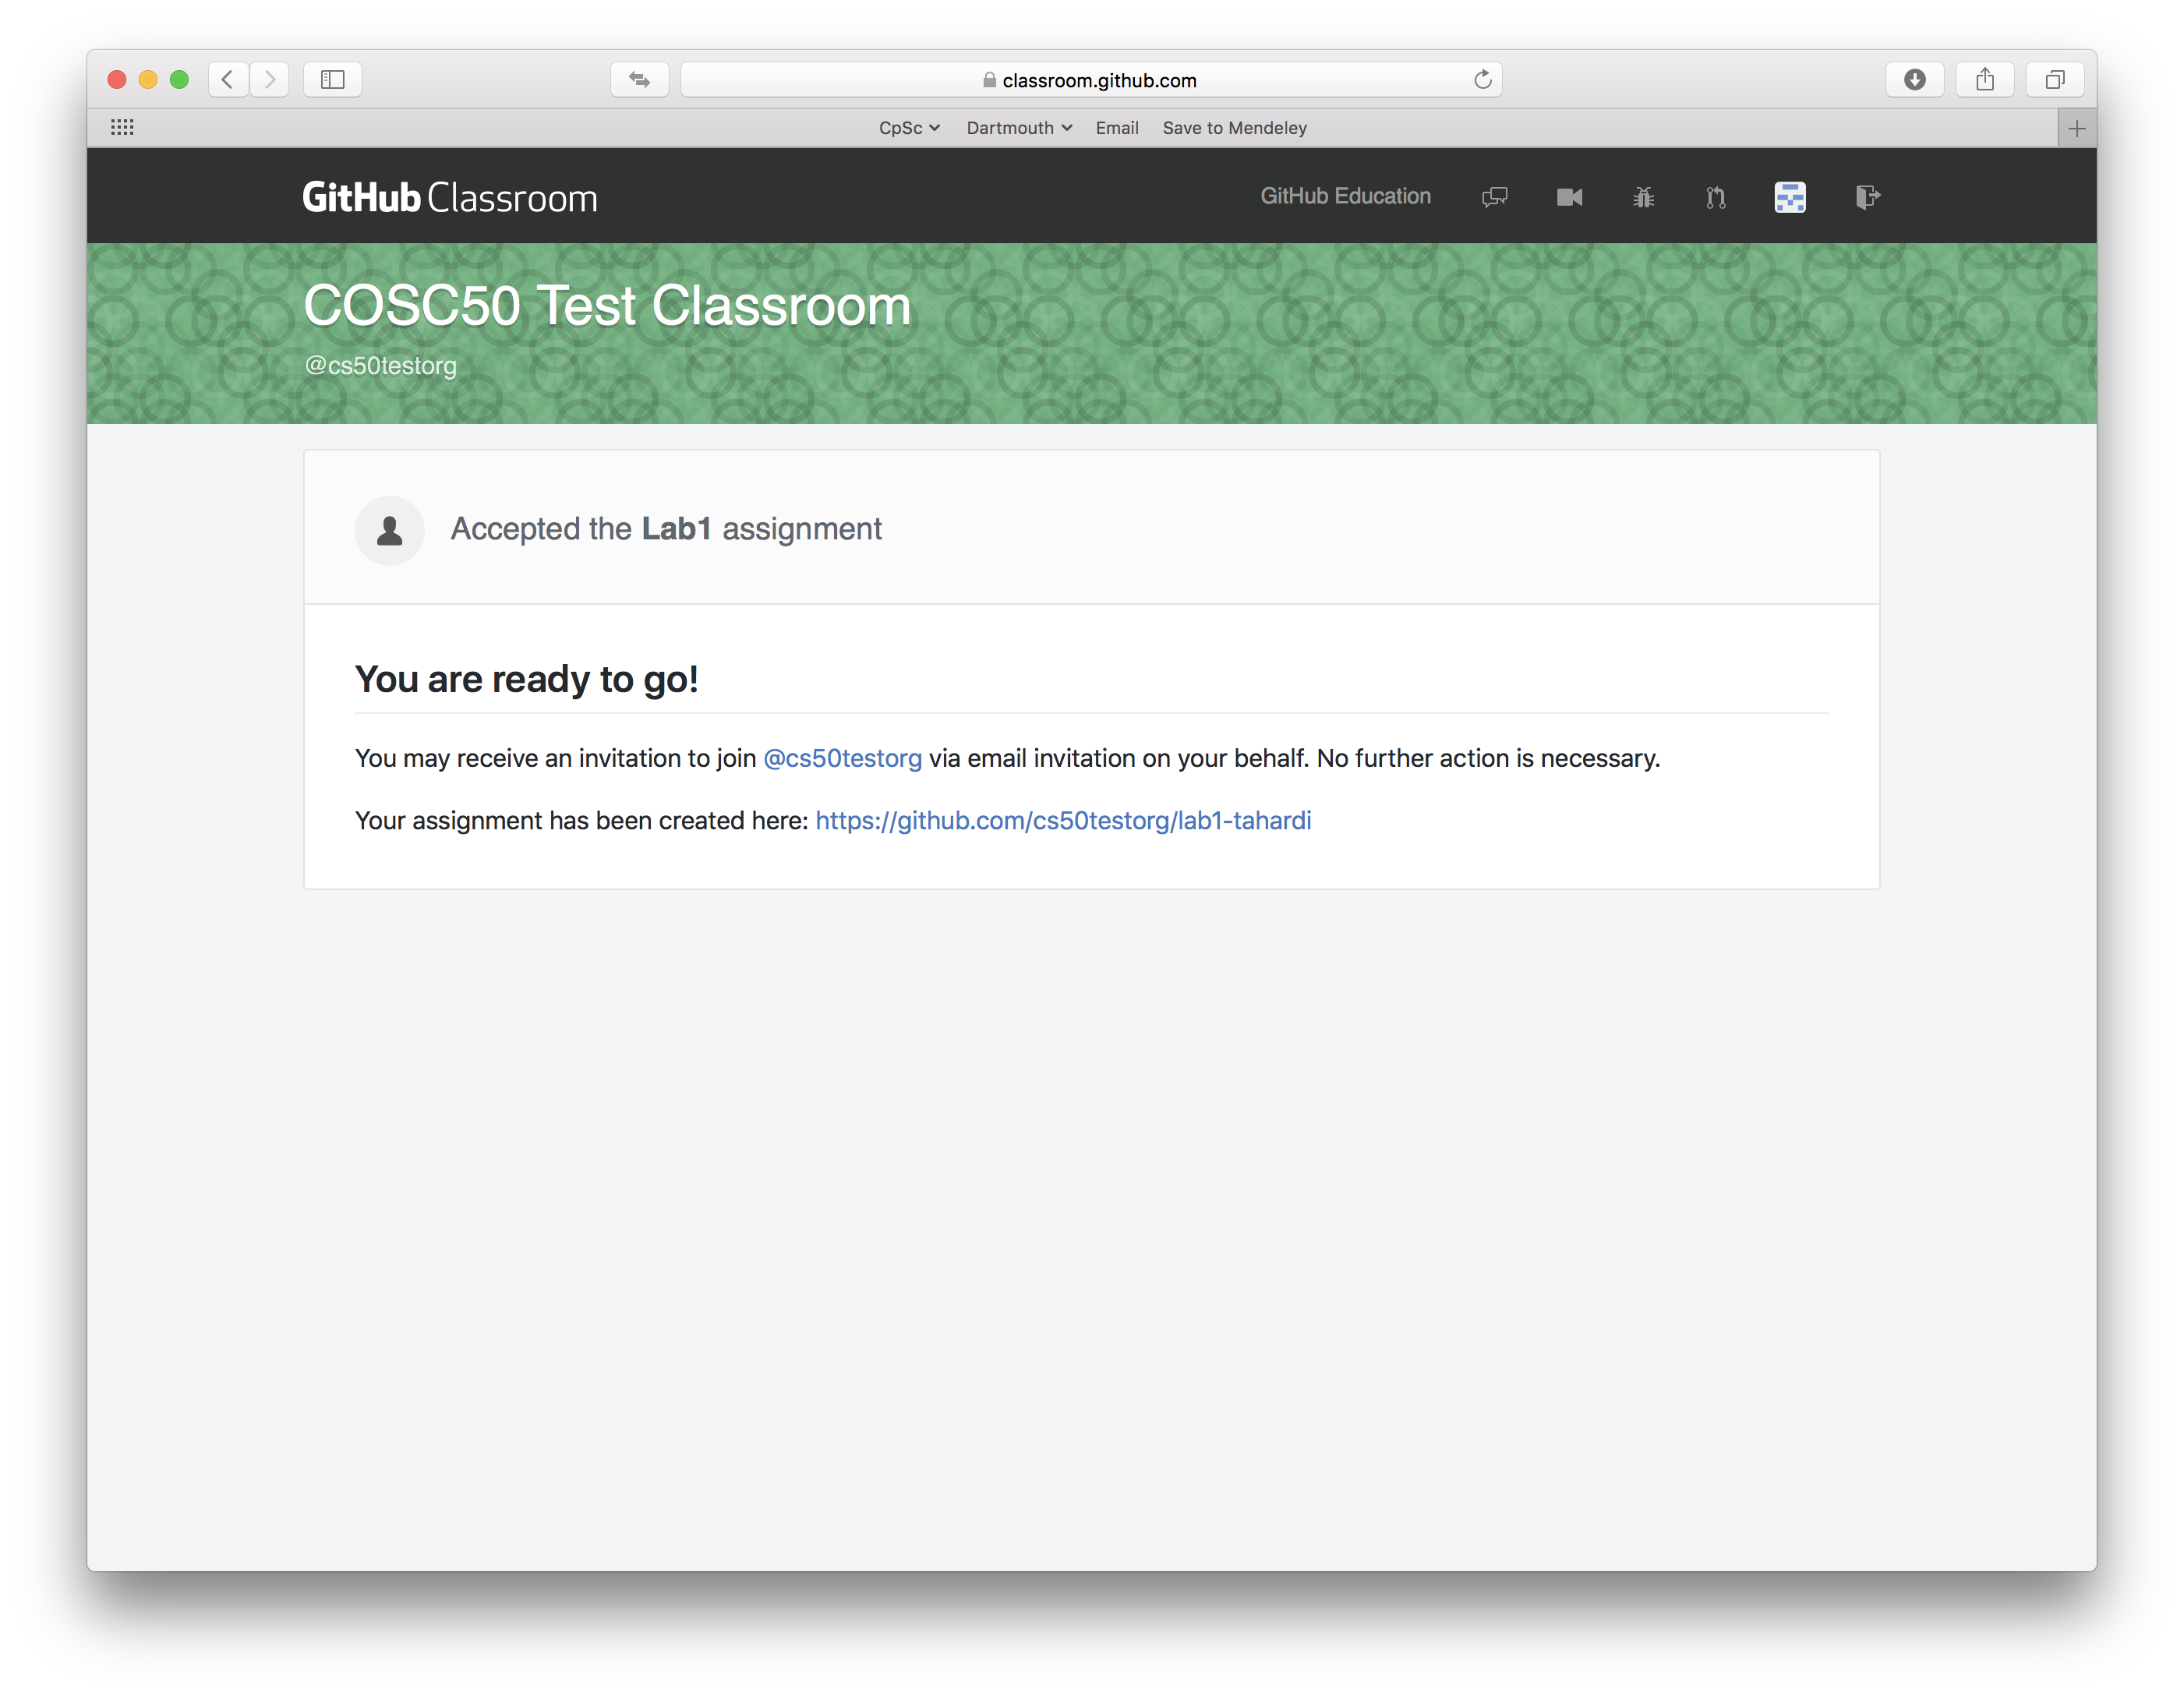 classroom.github.com
CpSc Dartmouth Email Save to Mendeley
GitHub Classroom
GitHub Education
COSC50 Test Classroom
@cs50testorg
Accepted the Lab1 assignment
You are ready to go!
You may receive an invitation to join @cs50testorg via email invitation on your behalf. No further action is necessary.
Your assignment has been created here: https://github.com/cs50testorg/lab1-tahardi